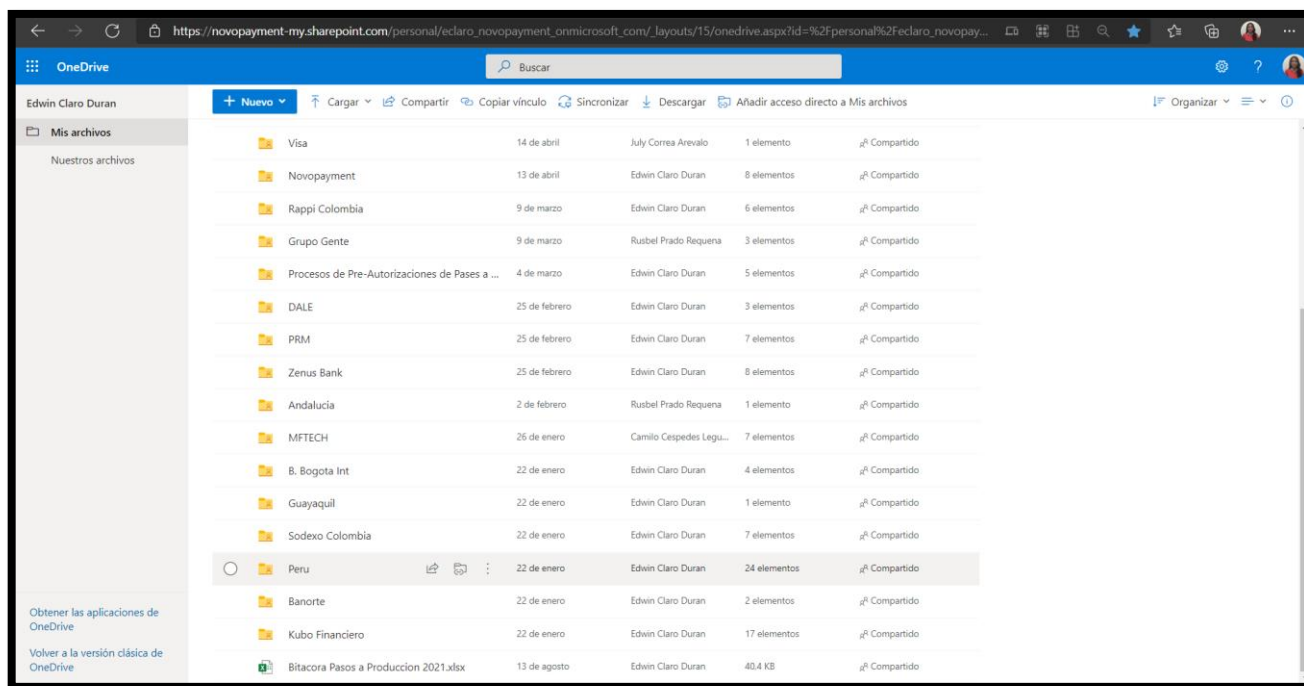 https://novopayment-my.sharepoint.com/personal/eclaro_novopayment_onmicrosoft_com/_layouts/15/onedrive.aspx?id=%2Fpersonal%2Feclaro_novopay...
OneDrive
Buscar
Edwin Claro Duran
Mis archivos
Nuestros archivos
Obtener las aplicaciones de
OneDrive
Volver a la versión clásica de
OneDrive
+ Nuevo Cargar Compartir Copiar vínculo Sincronizar Descargar Añadir acceso directo a Mis archivos Organizar
Visa 14 de abril July Correa Arevalo 1 elemento Compartido
Novopayment 13 de abril Edwin Claro Duran 8 elementos Compartido
Rappi Colombia 9 de marzo Edwin Claro Duran 6 elementos Compartido
Grupo Gente 9 de marzo Rusbel Prado Requena 3 elementos Compartido
Procesos de Pre-Autorizaciones de Pases a ... 4 de marzo Edwin Claro Duran 5 elementos Compartido
DALE 25 de febrero Edwin Claro Duran 3 elementos Compartido
PRM 25 de febrero Edwin Claro Duran 7 elementos Compartido
Zenus Bank 25 de febrero Edwin Claro Duran 8 elementos Compartido
Andalucia 2 de febrero Rusbel Prado Requena 1 elemento Compartido
MFTECH 26 de enero Camilo Cespedes Legu... 7 elementos Compartido
B. Bogota Int 22 de enero Edwin Claro Duran 4 elementos Compartido
Guayaquil 22 de enero Edwin Claro Duran 1 elemento Compartido
Sodexo Colombia 22 de enero Edwin Claro Duran 7 elementos Compartido
Peru 22 de enero Edwin Claro Duran 24 elementos Compartido
Banorte 22 de enero Edwin Claro Duran 2 elementos Compartido
Kubo Financiero 22 de enero Edwin Claro Duran 17 elementos Compartido
Bitacora Pasos a Produccion 2021.xlsx 13 de agosto Edwin Claro Duran 40.4 KB Compartido